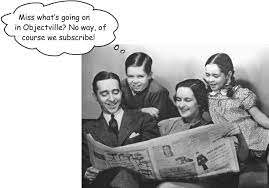 Miss what's going on
in Objectville? No way, of
course we subscribe!